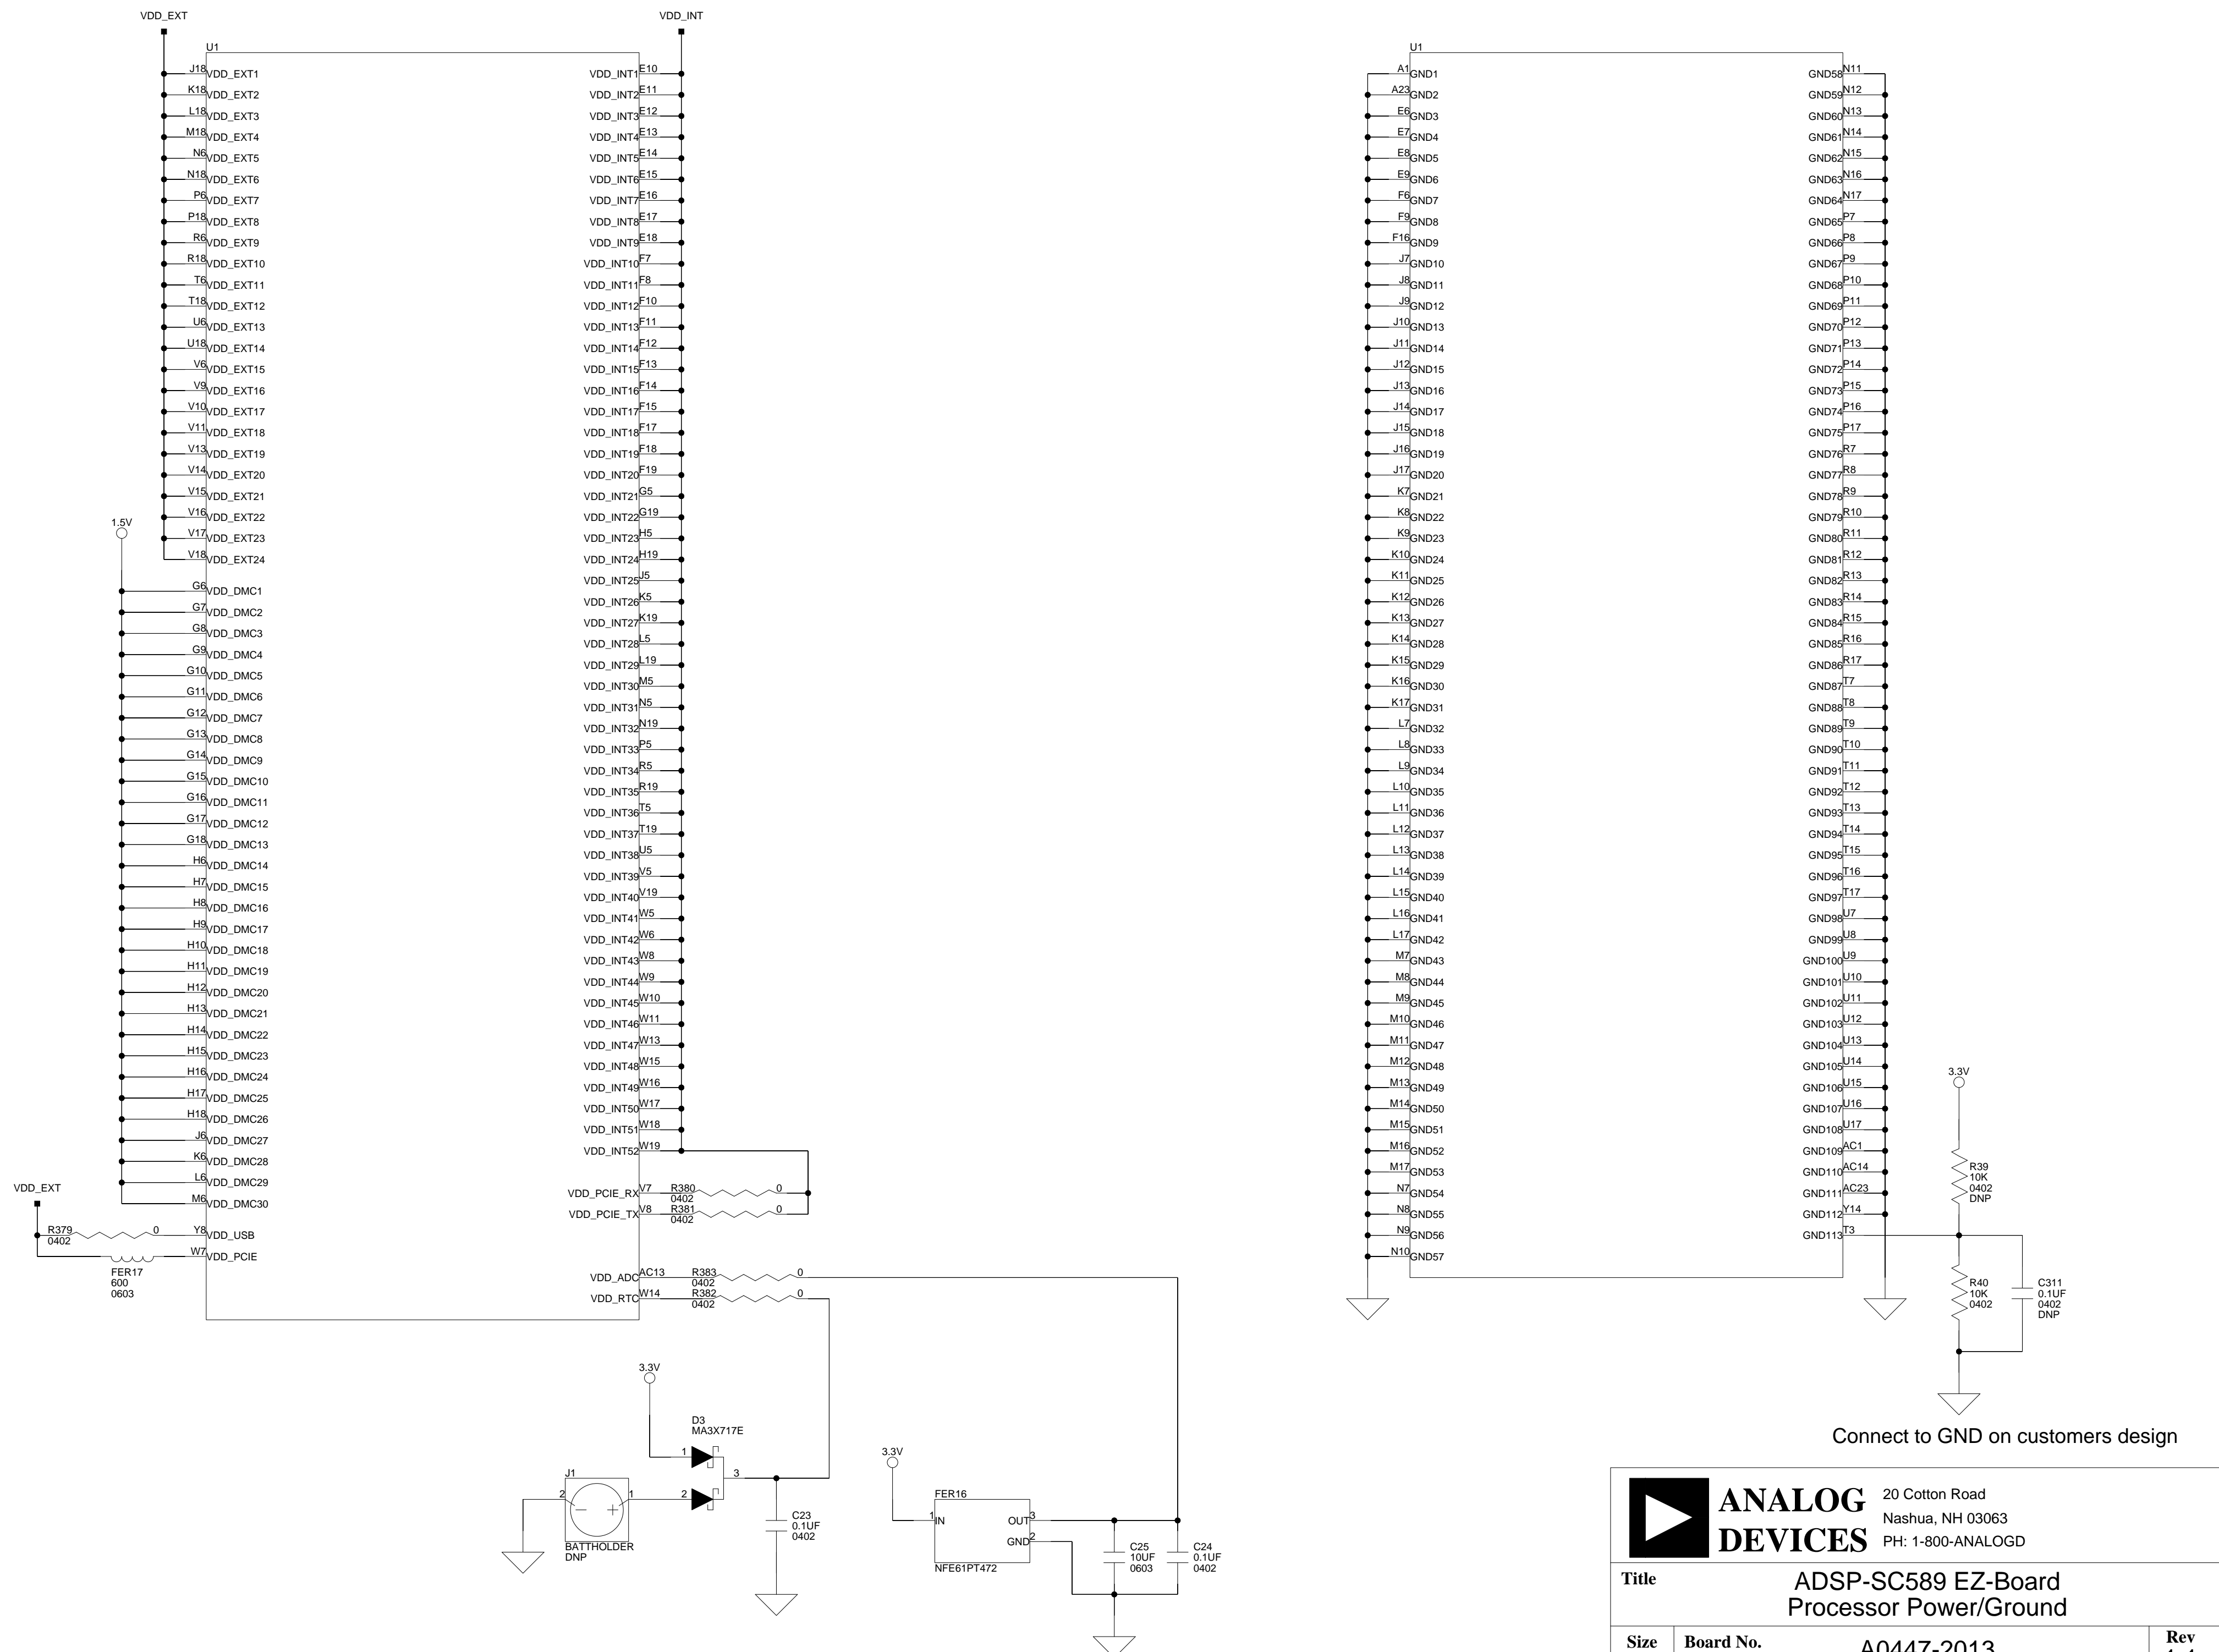 VDD_EXT
VDD_INT
U1
J18 VDD_EXT1
K18 VDD_EXT2
L18 VDD_EXT3
M18 VDD_EXT4
N6 VDD_EXT5
N18 VDD_EXT6
P6 VDD_EXT7
P18 VDD_EXT8
R6 VDD_EXT9
R18 VDD_EXT10
T6 VDD_EXT11
T18 VDD_EXT12
U6 VDD_EXT13
U18 VDD_EXT14
V6 VDD_EXT15
V9 VDD_EXT16
V10 VDD_EXT17
V11 VDD_EXT18
V13 VDD_EXT19
V14 VDD_EXT20
V15 VDD_EXT21
V16 VDD_EXT22
V17 VDD_EXT23
V18 VDD_EXT24
1.5V
G6 VDD_DMC1
G7 VDD_DMC2
G8 VDD_DMC3
G9 VDD_DMC4
G10 VDD_DMC5
G11 VDD_DMC6
G12 VDD_DMC7
G13 VDD_DMC8
G14 VDD_DMC9
G15 VDD_DMC10
G16 VDD_DMC11
G17 VDD_DMC12
G18 VDD_DMC13
H6 VDD_DMC14
H7 VDD_DMC15
H8 VDD_DMC16
H9 VDD_DMC17
H10 VDD_DMC18
H11 VDD_DMC19
H12 VDD_DMC20
H13 VDD_DMC21
H14 VDD_DMC22
H15 VDD_DMC23
H16 VDD_DMC24
H17 VDD_DMC25
H18 VDD_DMC26
J6 VDD_DMC27
K6 VDD_DMC28
L6 VDD_DMC29
M6 VDD_DMC30
VDD_EXT
R379 0
0402
Y8 VDD_USB
W7 VDD_PCIE
FER17
600
0603
VDD_INT1 E10
VDD_INT2 E11
VDD_INT3 E12
VDD_INT4 E13
VDD_INT5 E14
VDD_INT6 E15
VDD_INT7 E16
VDD_INT8 E17
VDD_INT9 E18
VDD_INT10 F7
VDD_INT11 F8
VDD_INT12 F10
VDD_INT13 F11
VDD_INT14 F12
VDD_INT15 F13
VDD_INT16 F14
VDD_INT17 F15
VDD_INT18 F17
VDD_INT19 F18
VDD_INT20 F19
VDD_INT21 G5
VDD_INT22 G19
VDD_INT23 H5
VDD_INT24 H19
VDD_INT25 J5
VDD_INT26 K5
VDD_INT27 K19
VDD_INT28 L5
VDD_INT29 L19
VDD_INT30 M5
VDD_INT31 N5
VDD_INT32 N19
VDD_INT33 P5
VDD_INT34 R5
VDD_INT35 R19
VDD_INT36 T5
VDD_INT37 T19
VDD_INT38 U5
VDD_INT39 V5
VDD_INT40 V19
VDD_INT41 W5
VDD_INT42 W6
VDD_INT43 W8
VDD_INT44 W9
VDD_INT45 W10
VDD_INT46 W11
VDD_INT47 W13
VDD_INT48 W15
VDD_INT49 W16
VDD_INT50 W17
VDD_INT51 W18
VDD_INT52 W19
VDD_PCIE_RX V7 R380 0
0402
VDD_PCIE_TX V8 R381 0
0402
VDD_ADC AC13 R383 0
0402
VDD_RTC W14 R382 0
0402
3.3V
D3
MA3X717E
1
2
3
J1
2
1
BATTHOLDER
DNP
C23
0.1UF
0402
3.3V
FER16
1 IN
OUT 3
GND 2
NFE61PT472
C25
10UF
0603
C24
0.1UF
0402
U1
A1 GND1
A23 GND2
E6 GND3
E7 GND4
E8 GND5
E9 GND6
F6 GND7
F9 GND8
F16 GND9
J7 GND10
J8 GND11
J9 GND12
J10 GND13
J11 GND14
J12 GND15
J13 GND16
J14 GND17
J15 GND18
J16 GND19
J17 GND20
K7 GND21
K8 GND22
K9 GND23
K10 GND24
K11 GND25
K12 GND26
K13 GND27
K14 GND28
K15 GND29
K16 GND30
K17 GND31
L7 GND32
L8 GND33
L9 GND34
L10 GND35
L11 GND36
L12 GND37
L13 GND38
L14 GND39
L15 GND40
L16 GND41
L17 GND42
M7 GND43
M8 GND44
M9 GND45
M10 GND46
M11 GND47
M12 GND48
M13 GND49
M14 GND50
M15 GND51
M16 GND52
M17 GND53
N7 GND54
N8 GND55
N9 GND56
N10 GND57
GND58 N11
GND59 N12
GND60 N13
GND61 N14
GND62 N15
GND63 N16
GND64 N17
GND65 P7
GND66 P8
GND67 P9
GND68 P10
GND69 P11
GND70 P12
GND71 P13
GND72 P14
GND73 P15
GND74 P16
GND75 P17
GND76 R7
GND77 R8
GND78 R9
GND79 R10
GND80 R11
GND81 R12
GND82 R13
GND83 R14
GND84 R15
GND85 R16
GND86 R17
GND87 T7
GND88 T8
GND89 T9
GND90 T10
GND91 T11
GND92 T12
GND93 T13
GND94 T14
GND95 T15
GND96 T16
GND97 T17
GND98 U7
GND99 U8
GND100 U9
GND101 U10
GND102 U11
GND103 U12
GND104 U13
GND105 U14
GND106 U15
GND107 U16
GND108 U17
GND109 AC1
GND110 AC14
GND111 AC23
GND112 Y14
GND113 T3
3.3V
R39
10K
0402
DNP
R40
10K
0402
C311
0.1UF
0402
DNP
Connect to GND on customers design
ANALOG
DEVICES
20 Cotton Road
Nashua, NH 03063
PH: 1-800-ANALOGD
Title
ADSP-SC589 EZ-Board
Processor Power/Ground
Size
Board No.
A0447-2013
Rev